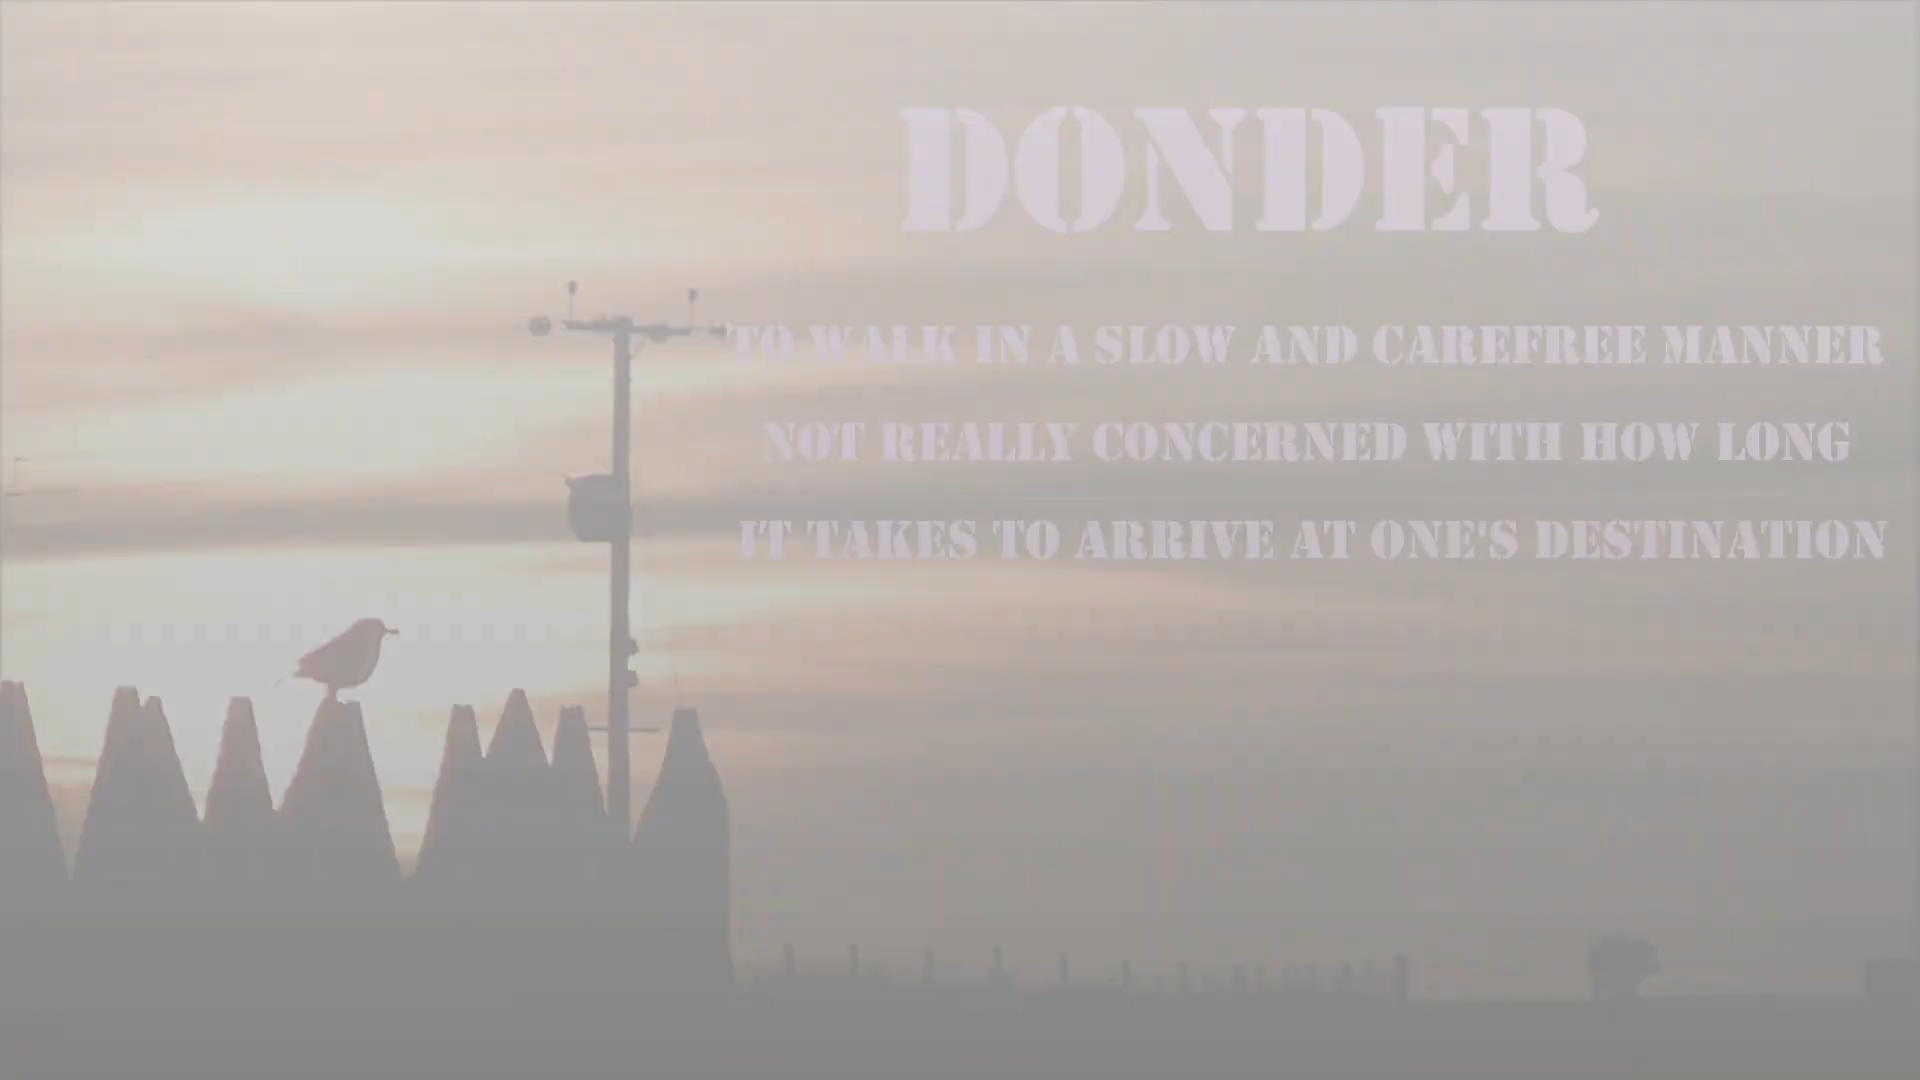 DONDER
TO WALK IN A SLOW AND CAREFREE MANNER
NOT REALLY CONCERNED WITH HOW LONG
IT TAKES TO ARRIVE AT ONE'S DESTINATION